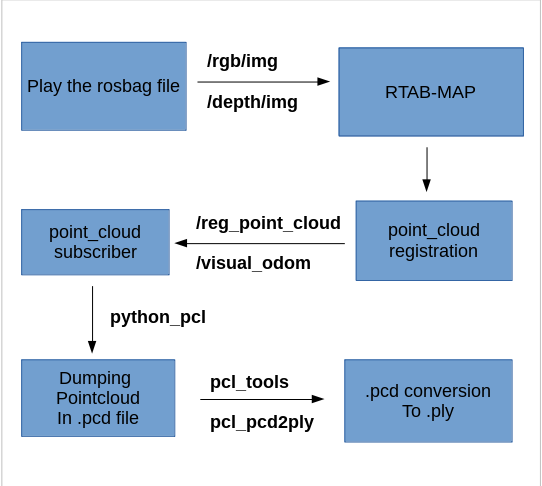 Play the rosbag file
/rgb/img
/depth/img
RTAB-MAP
point_cloud
registration
/reg_point_cloud
/visual_odom
point_cloud
subscriber
python_pcl
Dumping
Pointcloud
In .pcd file
pcl_tools
pcl_pcd2ply
.pcd conversion
To .ply